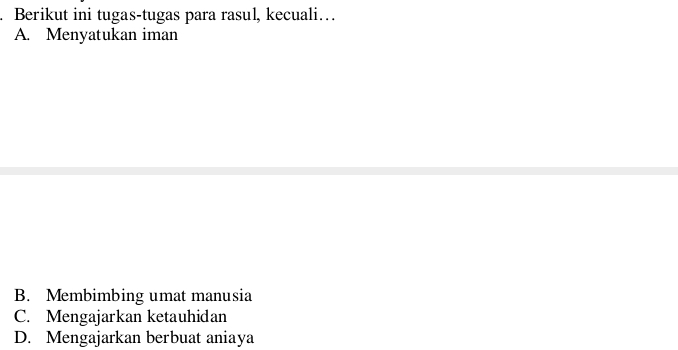 . Berikut ini tugas-tugas para rasul, kecuali…
A. Menyatukan iman
B. Membimbing umat manusia
C. Mengajarkan ketauhidan
D. Mengajarkan berbuat aniaya